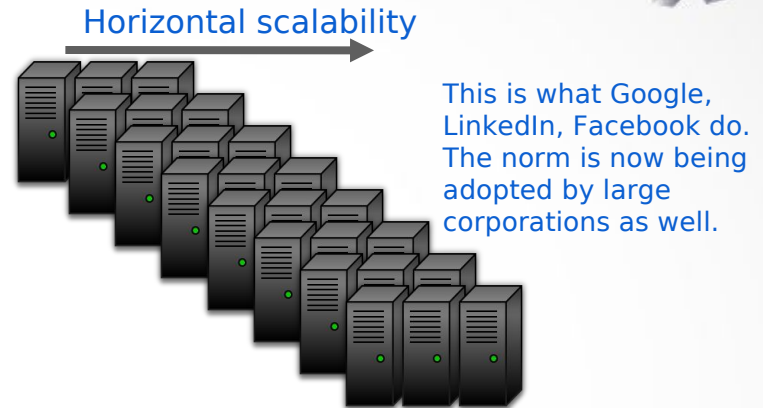 Horizontal scalability
This is what Google,
LinkedIn, Facebook do.
The norm is now being
adopted by large
corporations as well.